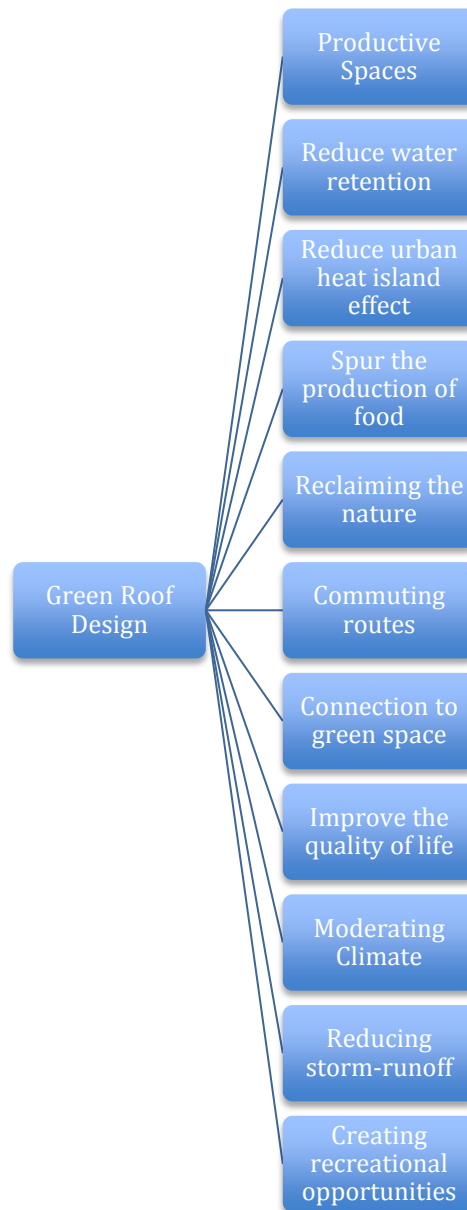 Productive
Spaces
Reduce water
retention
Reduce urban
heat island
effect
Spur the
production of
food
Reclaiming the
nature
Green Roof
Design
Commuting
routes
Connection to
green space
Improve the
quality of life
Moderating
Climate
Reducing
storm-runoff
Creating
recreational
opportunities